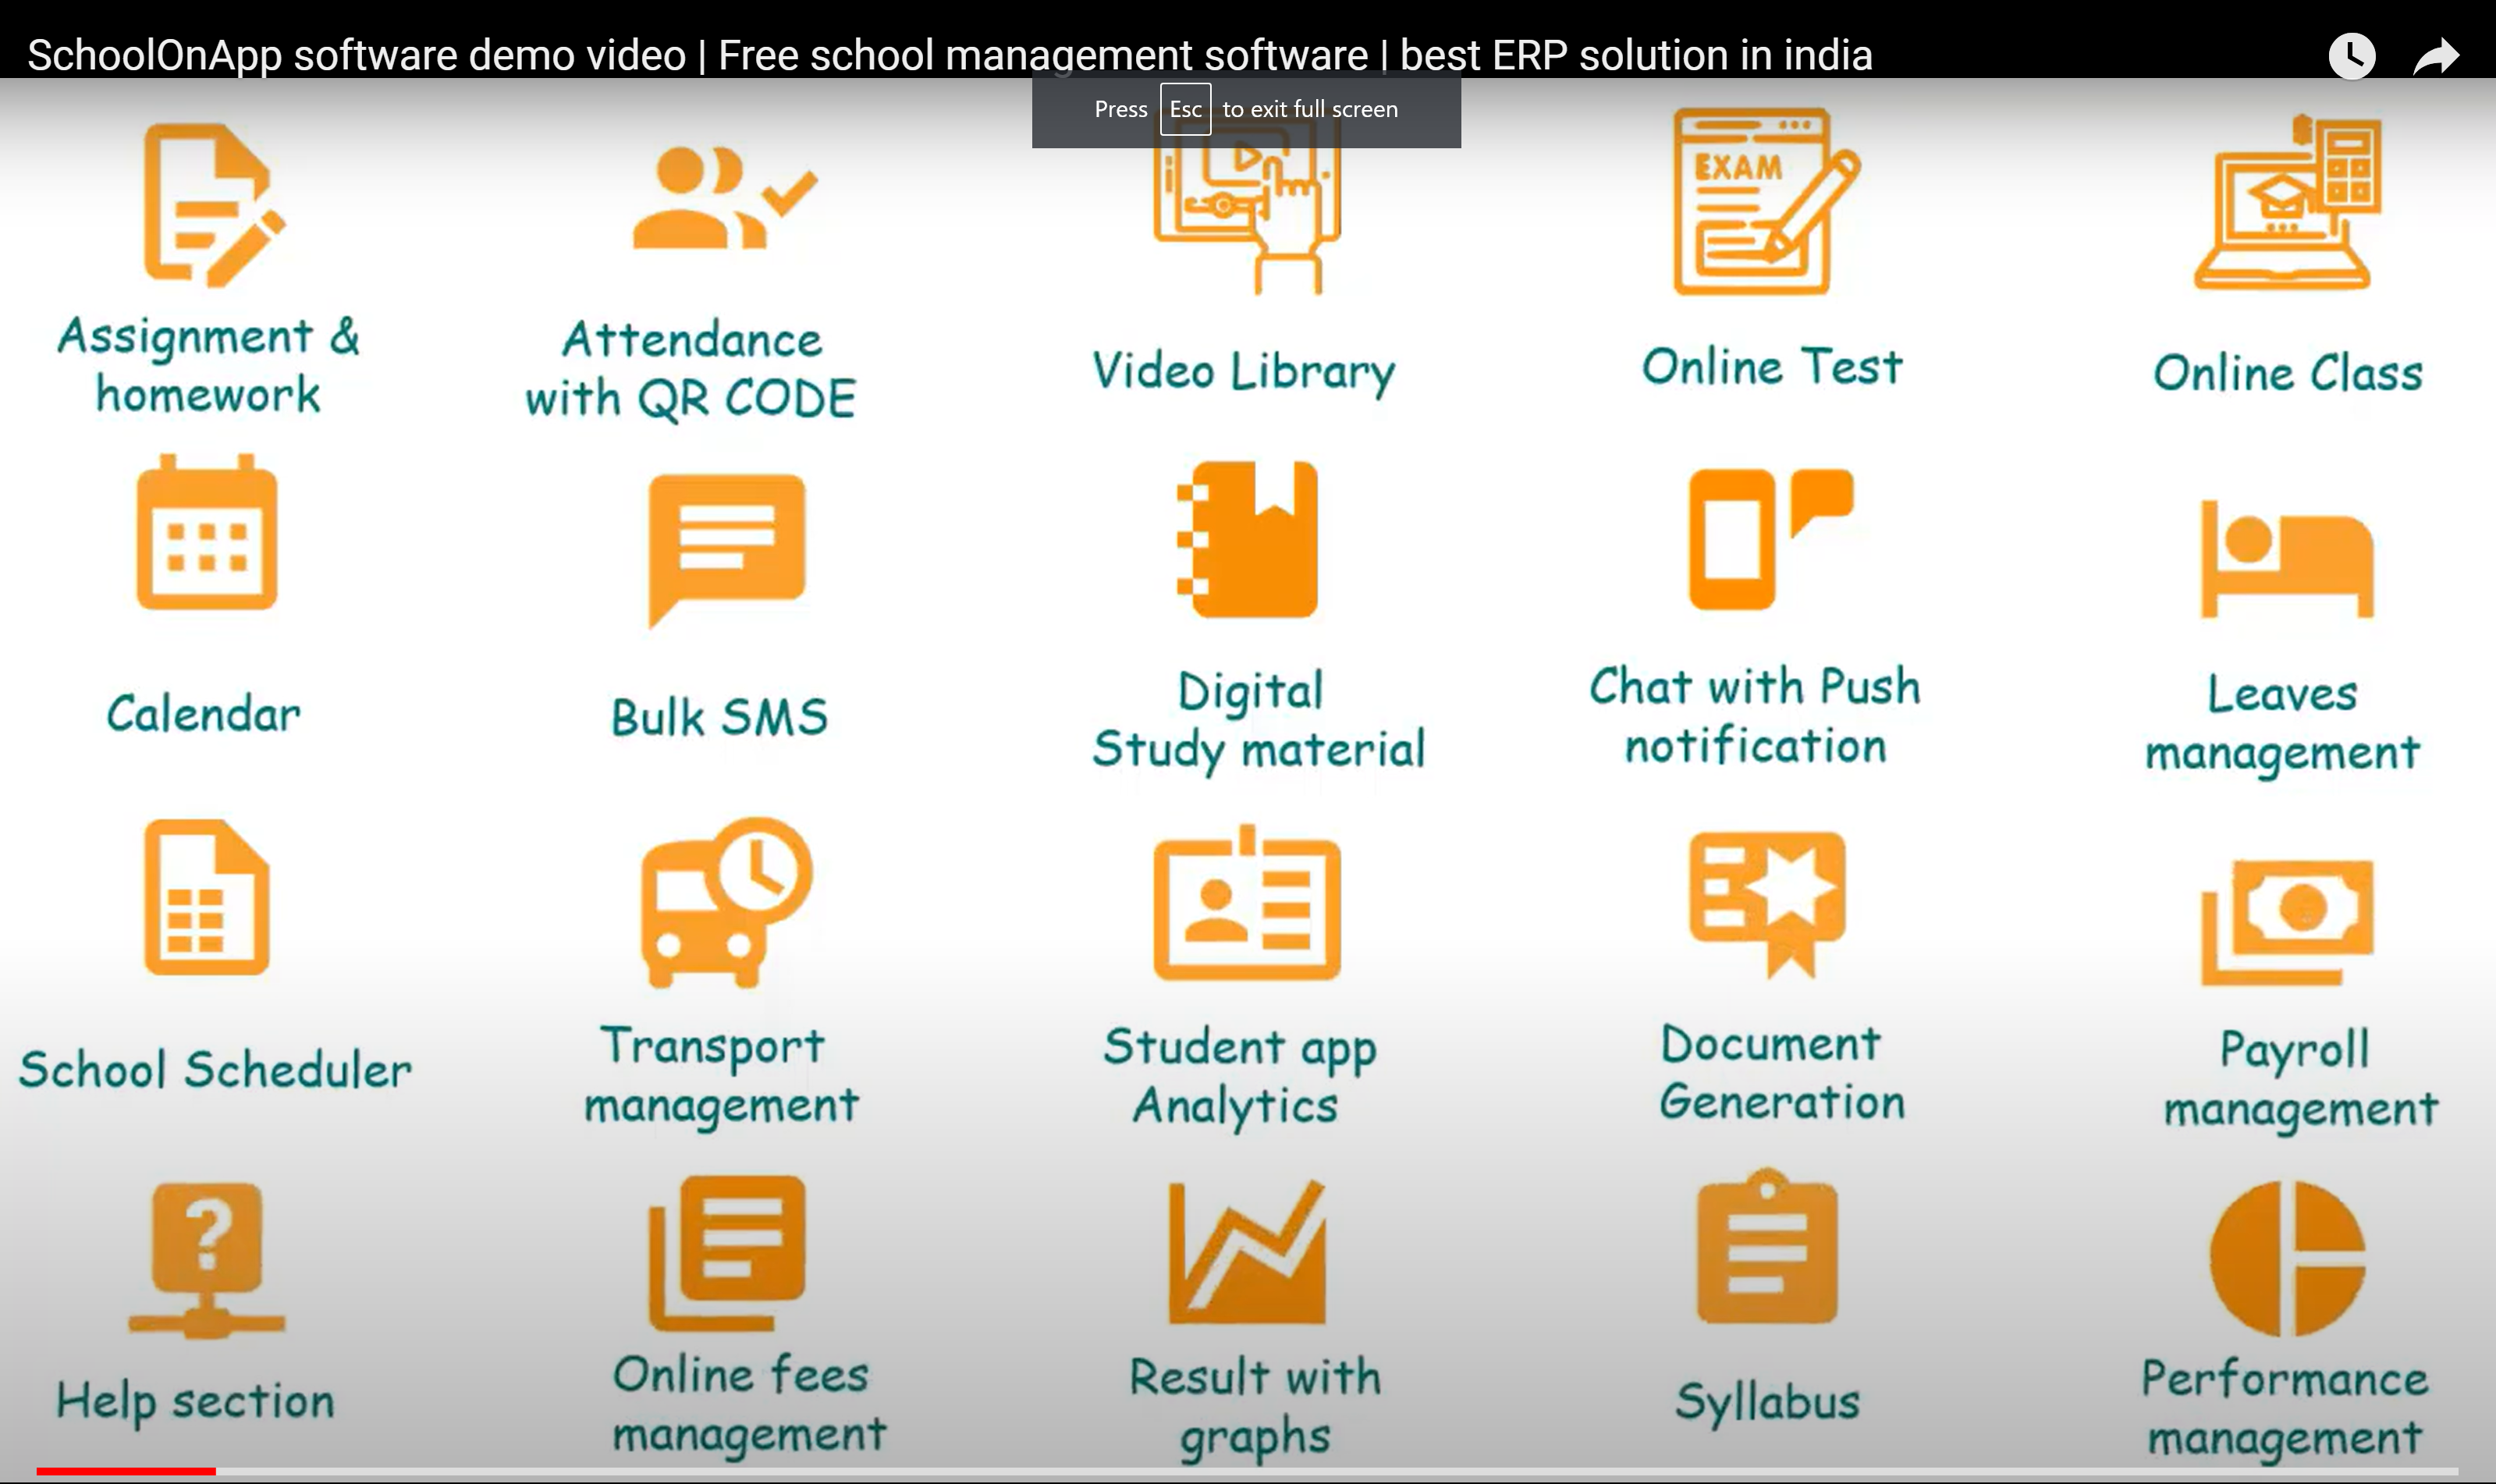 SchoolOnApp software demo video | Free school management software | best ERP solution in india
Press Esc to exit full screen
EXAM
Assignment &
homework
Attendance
with QR CODE
Video Library
Online Test
Online Class
Calendar
Bulk SMS
Digital
Study material
Chat with Push
notification
Leaves
management
School Scheduler
Transport
management
Student app
Analytics
Document
Generation
Payroll
management
?
Help section
Online fees
management
Result with
graphs
Syllabus
Performance
management